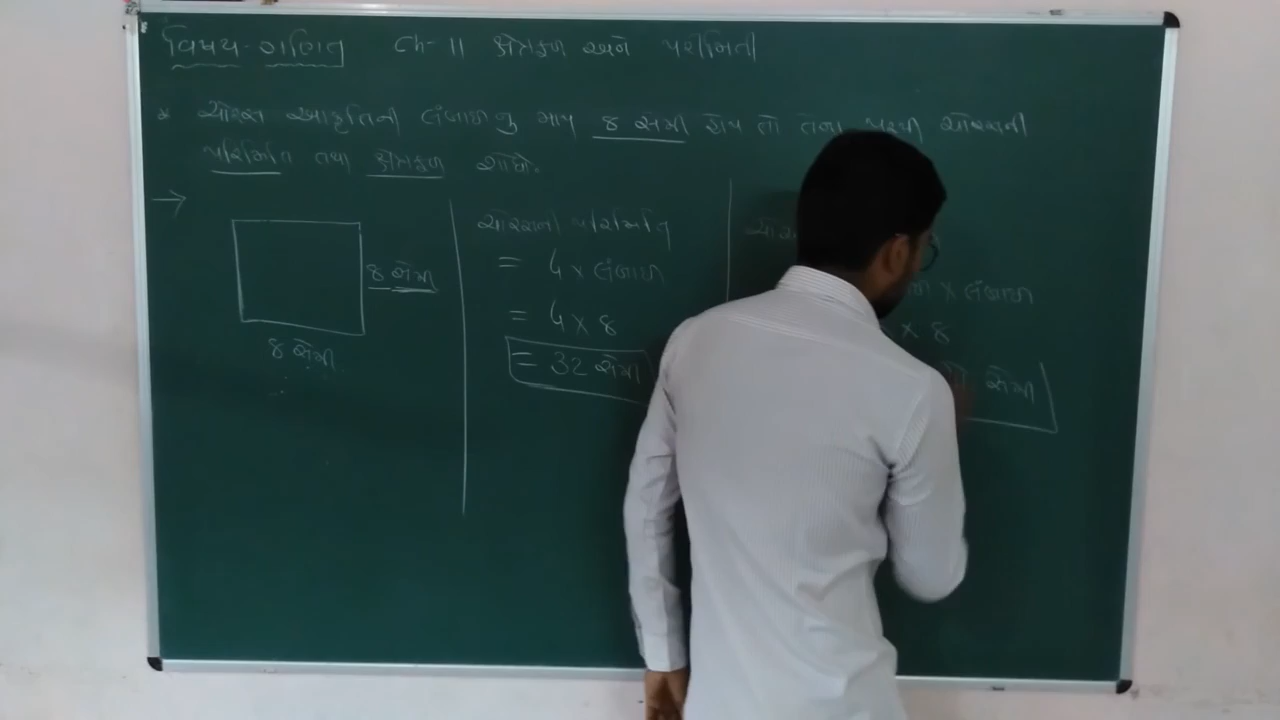 વિષય - ગણિત Ch - 11 ક્ષેત્રફળ અને પરીમિતી
* ચોરસ આકૃતિની લંબાઈનું માપ 8 સેમી હોય તો તેના પરથી ચોરસની
પરિમિતિ તથા ક્ષેત્રફળ શોધો.
→
8 સેમી
8 સેમી
ચોરસની પરિમિતિ
= 4 x લંબાઈ
= 4 x 8
= 32 સેમી
x લંબાઈ
x 8
સેમી